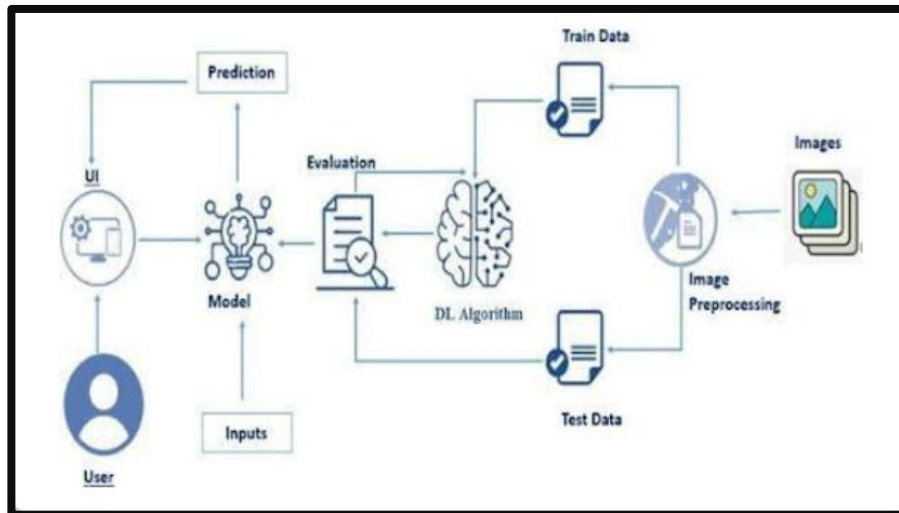 Train Data
Prediction
Images
Evaluation
UI
Model
DL Algorithm
Image
Preprocessing
Inputs
Test Data
User